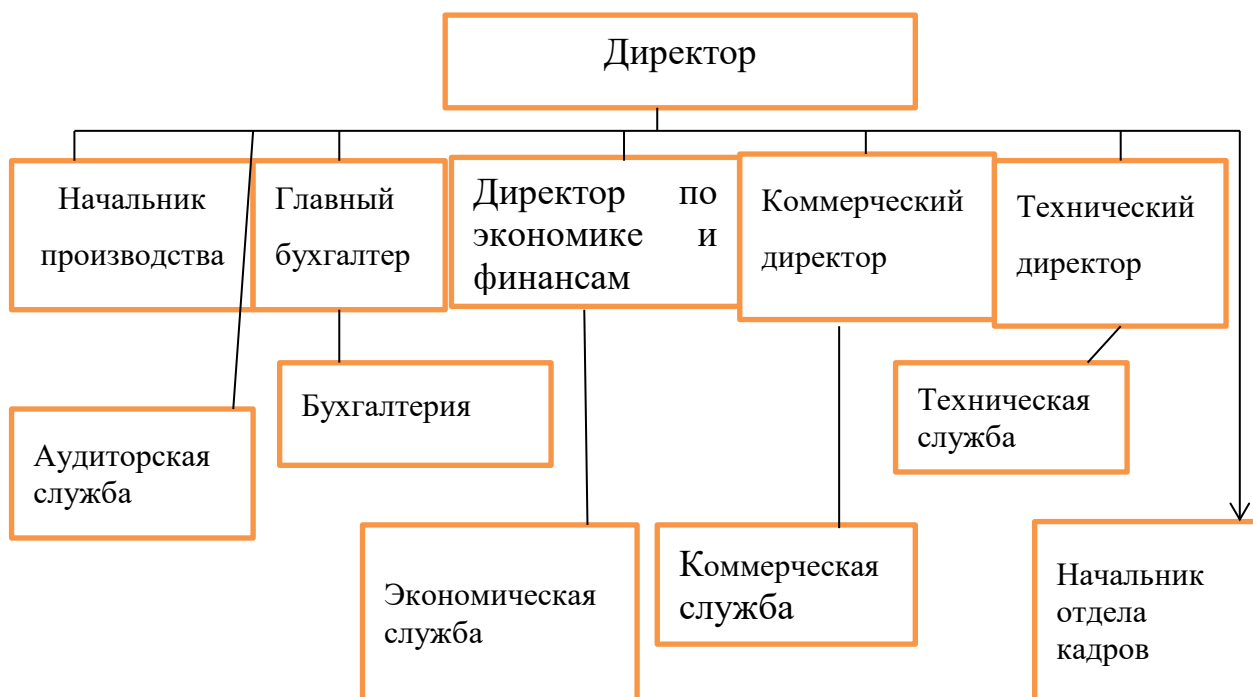 Директор
Начальник
производства
Главный
бухгалтер
Директор по
экономике и
финансам
Коммерческий
директор
Технический
директор
Бухгалтерия
Техническая
служба
Аудиторская
служба
Экономическая
служба
Коммерческая
служба
Начальник
отдела
кадров